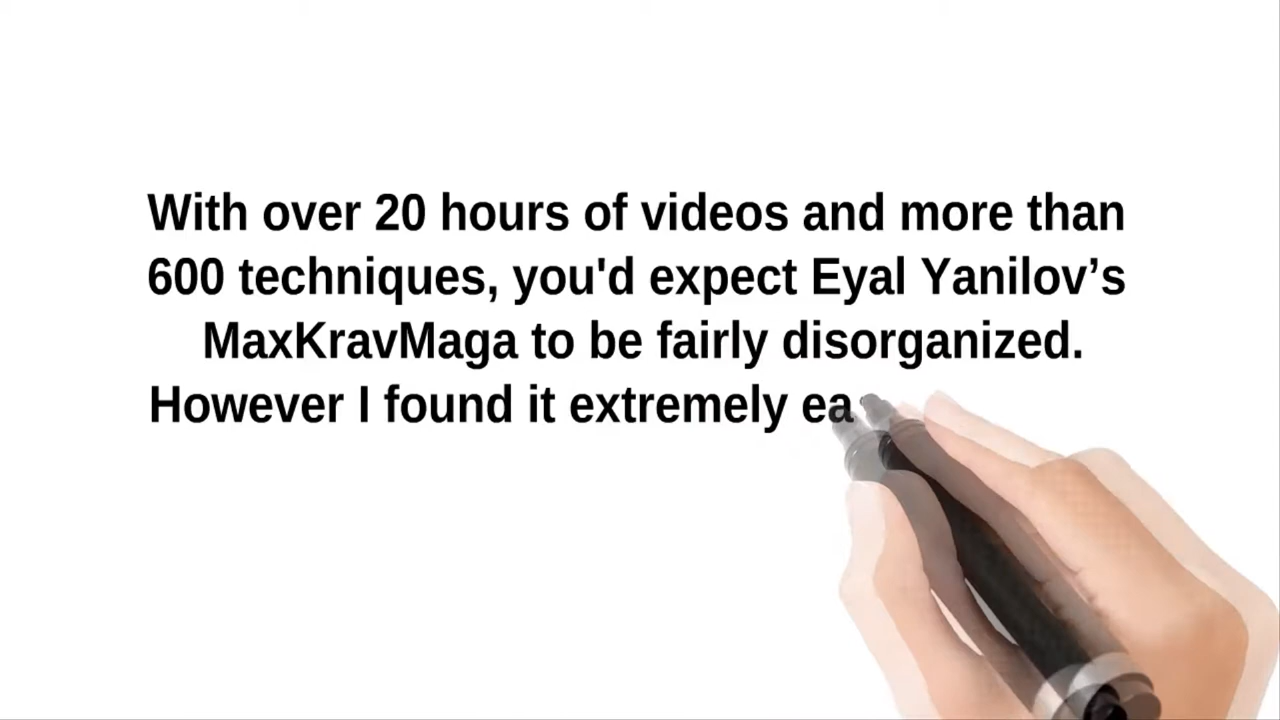 With over 20 hours of videos and more than
600 techniques, you'd expect Eyal Yanilov’s
MaxKravMaga to be fairly disorganized.
However I found it extremely ea